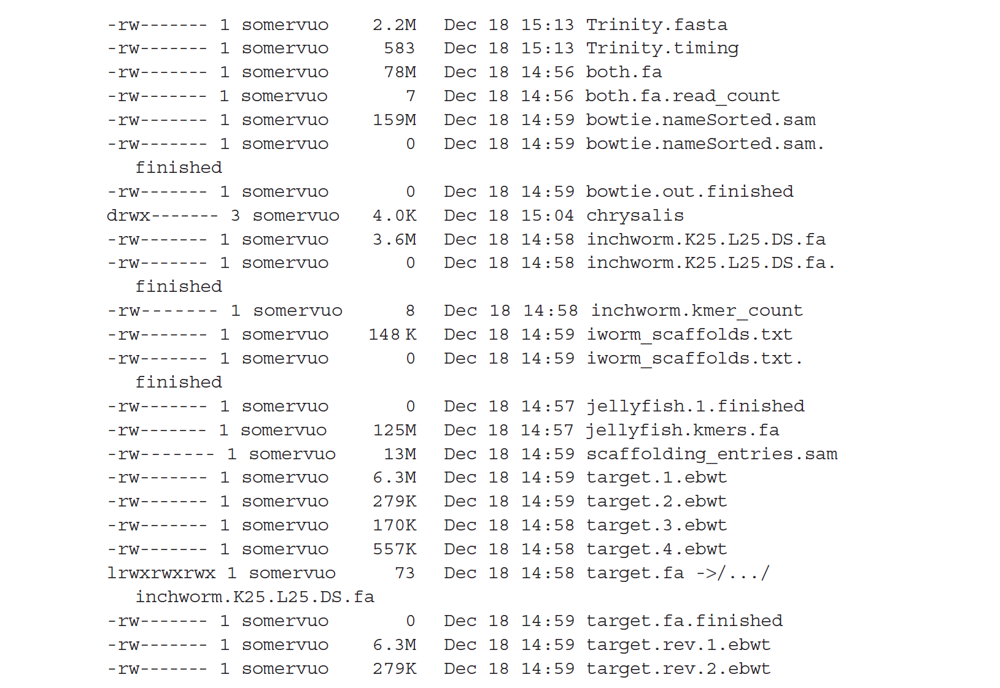 -rw------- 1 somervuo 2.2M Dec 18 15:13 Trinity.fasta
-rw------- 1 somervuo 583 Dec 18 15:13 Trinity.timing
-rw------- 1 somervuo 78M Dec 18 14:56 both.fa
-rw------- 1 somervuo 7 Dec 18 14:56 both.fa.read_count
-rw------- 1 somervuo 159M Dec 18 14:59 bowtie.nameSorted.sam
-rw------- 1 somervuo 0 Dec 18 14:59 bowtie.nameSorted.sam.
finished
-rw------- 1 somervuo 0 Dec 18 14:59 bowtie.out.finished
drwx------- 3 somervuo 4.0K Dec 18 15:04 chrysalis
-rw------- 1 somervuo 3.6M Dec 18 14:58 inchworm.K25.L25.DS.fa
-rw------- 1 somervuo 0 Dec 18 14:58 inchworm.K25.L25.DS.fa.
finished
-rw------- 1 somervuo 8 Dec 18 14:58 inchworm.kmer_count
-rw------- 1 somervuo 148 K Dec 18 14:59 iworm_scaffolds.txt
-rw------- 1 somervuo 0 Dec 18 14:59 iworm_scaffolds.txt.
finished
-rw------- 1 somervuo 0 Dec 18 14:57 jellyfish.1.finished
-rw------- 1 somervuo 125M Dec 18 14:57 jellyfish.kmers.fa
-rw------- 1 somervuo 13M Dec 18 14:59 scaffolding_entries.sam
-rw------- 1 somervuo 6.3M Dec 18 14:59 target.1.ebwt
-rw------- 1 somervuo 279K Dec 18 14:59 target.2.ebwt
-rw------- 1 somervuo 170K Dec 18 14:58 target.3.ebwt
-rw------- 1 somervuo 557K Dec 18 14:58 target.4.ebwt
lrwxrwxrwx 1 somervuo 73 Dec 18 14:58 target.fa ->/.../
inchworm.K25.L25.DS.fa
-rw------- 1 somervuo 0 Dec 18 14:59 target.fa.finished
-rw------- 1 somervuo 6.3M Dec 18 14:59 target.rev.1.ebwt
-rw------- 1 somervuo 279K Dec 18 14:59 target.rev.2.ebwt